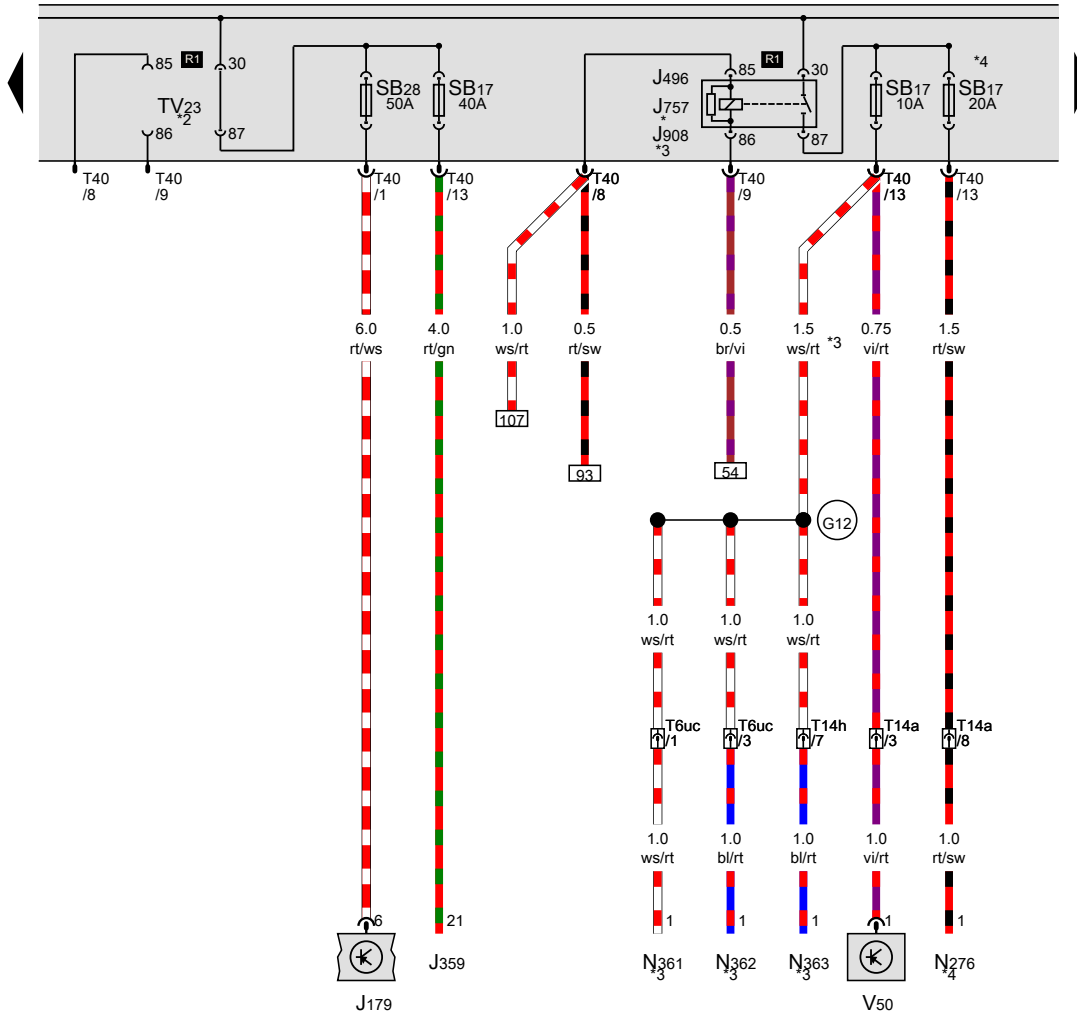 *4
85 R1 30
SB28 50A
SB17 40A
J496
85 R1 30
SB17 10A
SB17 20A
TV23
*2
J757
*
86 87
J908
*3
86 87
T40 /8
T40 /9
T40 /1
T40 /13
T40 /8
T40 /9
T40 /13
T40 /13
6.0 4.0 1.0 0.5 0.5 1.5 0.75 1.5
rt/ws rt/gn ws/rt rt/sw br/vi ws/rt *3 vi/rt rt/sw
107
93
54
G12
1.0 1.0 1.0
ws/rt ws/rt ws/rt
T6uc /1
T6uc /3
T14h /7
T14a /3
T14a /8
1.0 1.0 1.0 1.0 1.0
ws/rt bl/rt bl/rt vi/rt rt/sw
6 21 1 1 1 1 1
J359
N361
*3
N362
*3
N363
*3
N276
*4
J179
V50